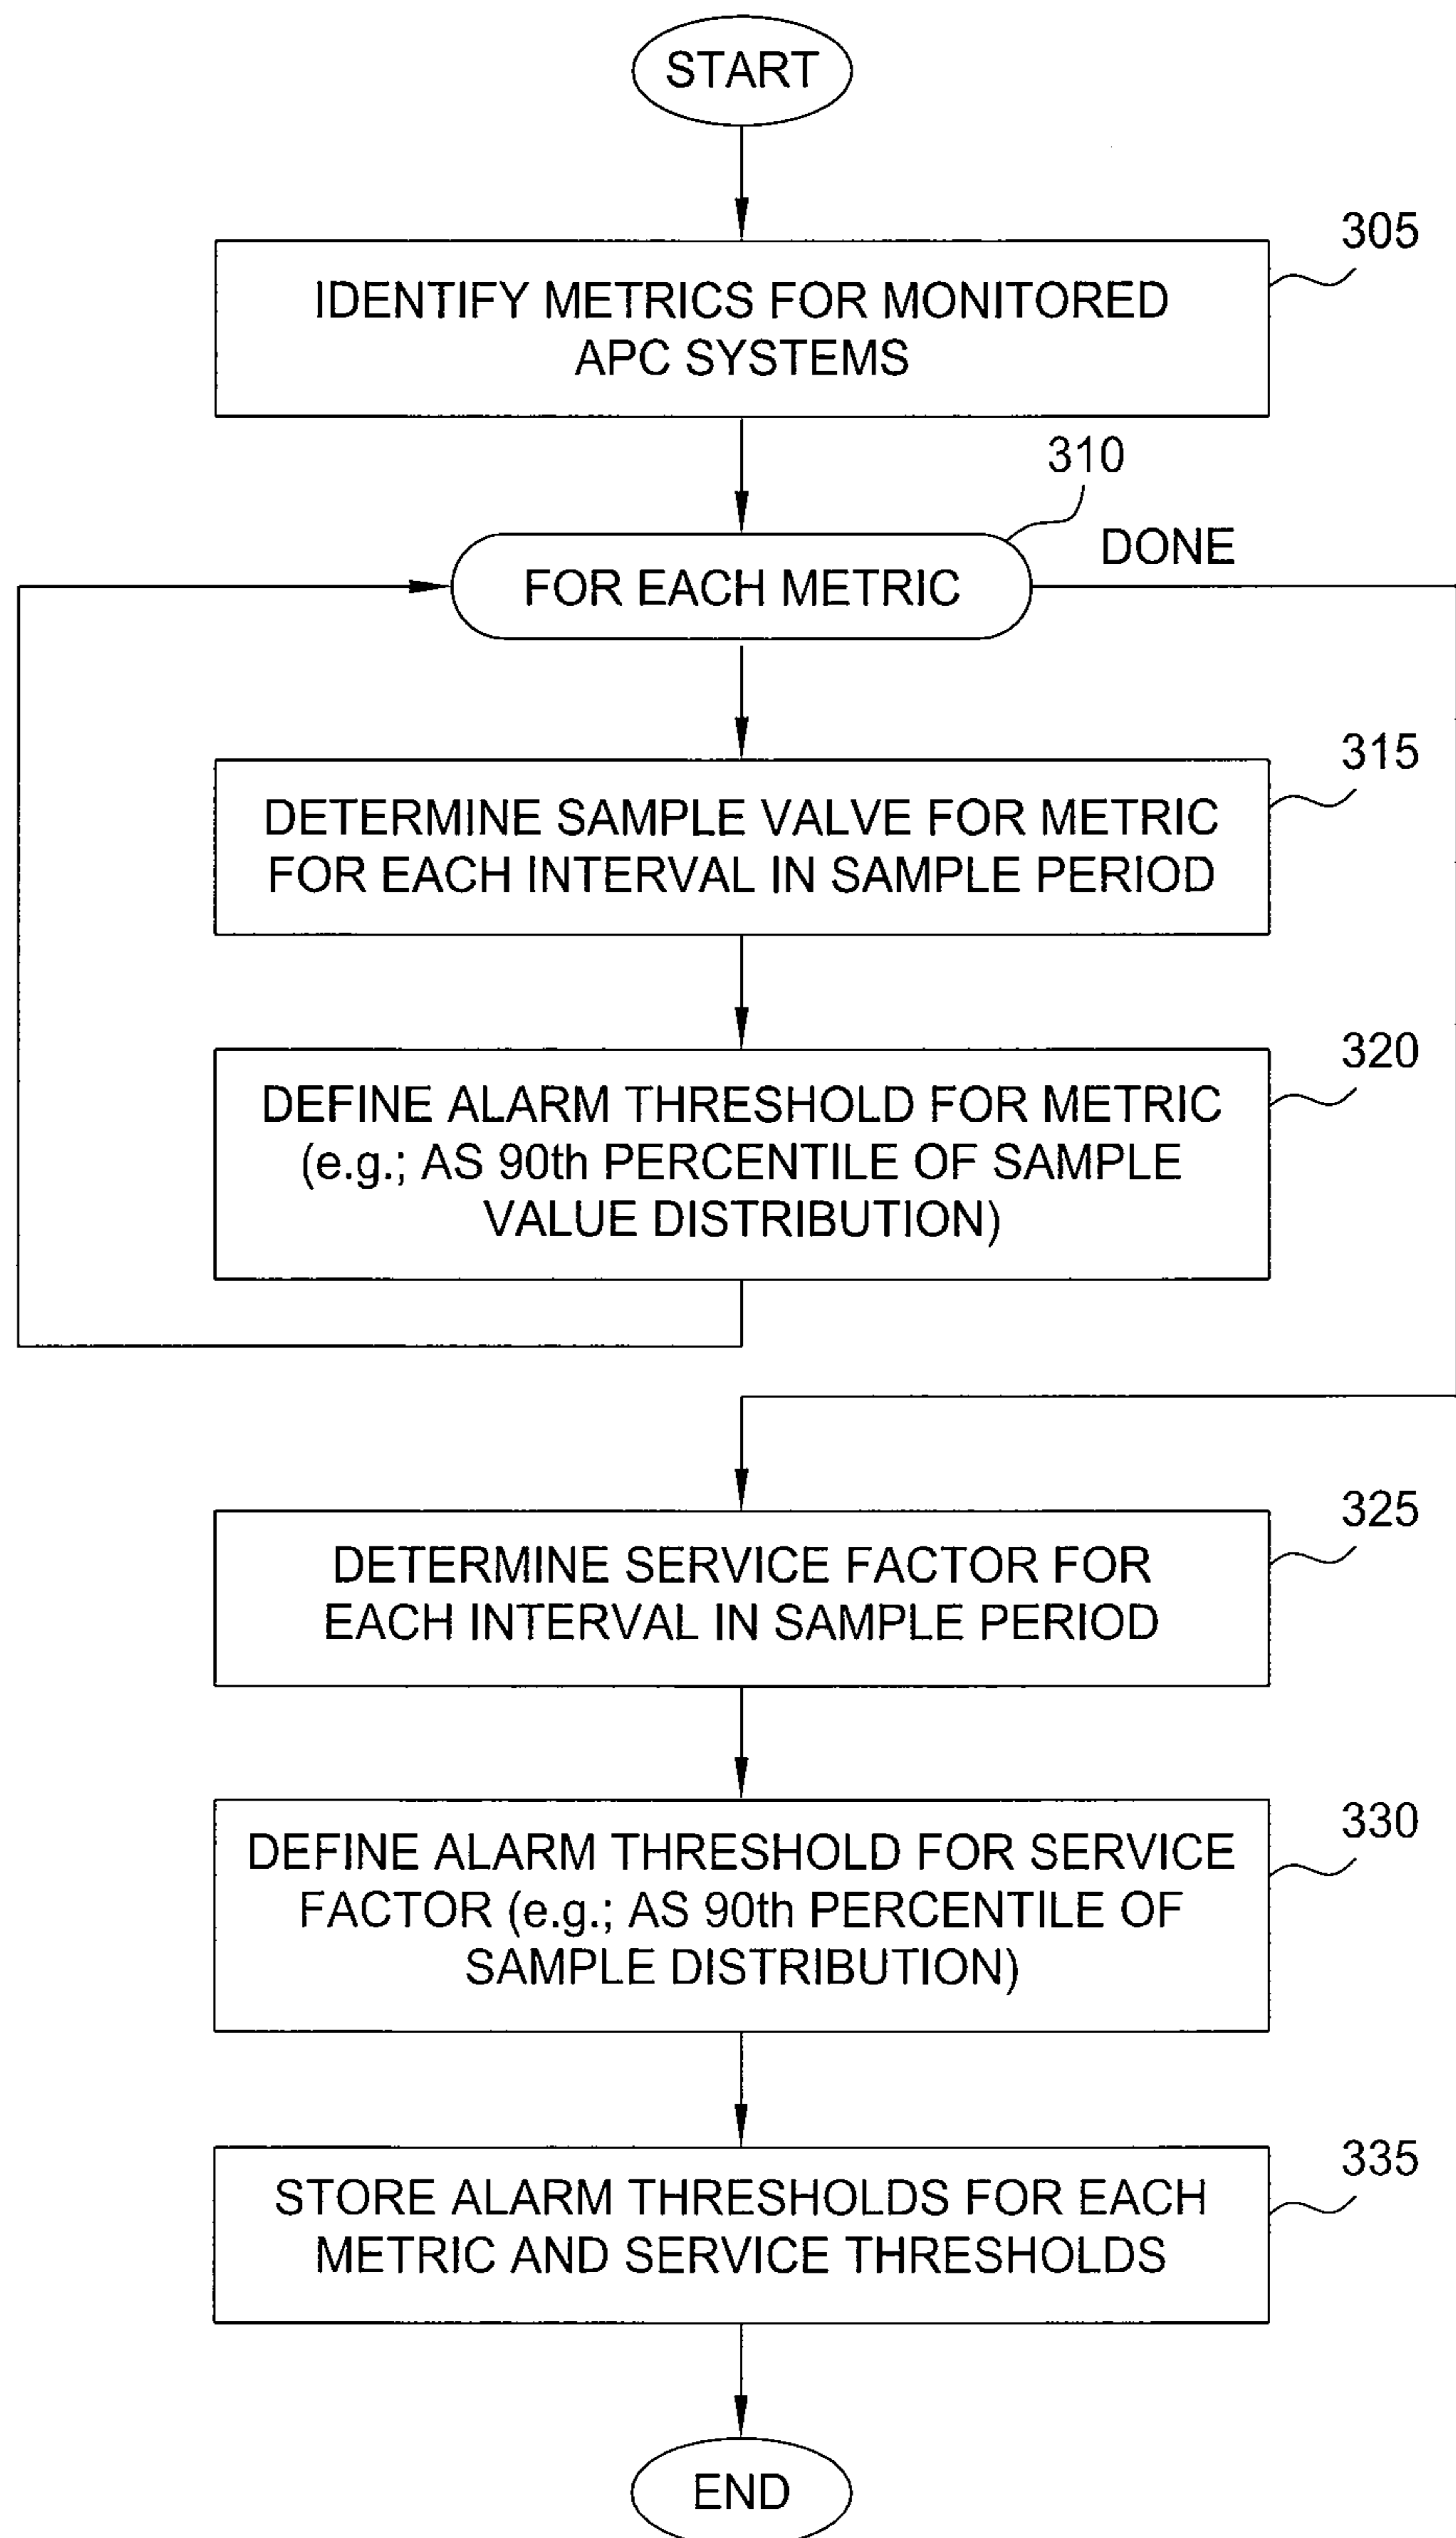 START
305
IDENTIFY METRICS FOR MONITORED
APC SYSTEMS
310
DONE
FOR EACH METRIC
315
DETERMINE SAMPLE VALVE FOR METRIC
FOR EACH INTERVAL IN SAMPLE PERIOD
320
DEFINE ALARM THRESHOLD FOR METRIC
(e.g.; AS 90th PERCENTILE OF SAMPLE
VALUE DISTRIBUTION)
325
DETERMINE SERVICE FACTOR FOR
EACH INTERVAL IN SAMPLE PERIOD
330
DEFINE ALARM THRESHOLD FOR SERVICE
FACTOR (e.g.; AS 90th PERCENTILE OF
SAMPLE DISTRIBUTION)
335
STORE ALARM THRESHOLDS FOR EACH
METRIC AND SERVICE THRESHOLDS
END